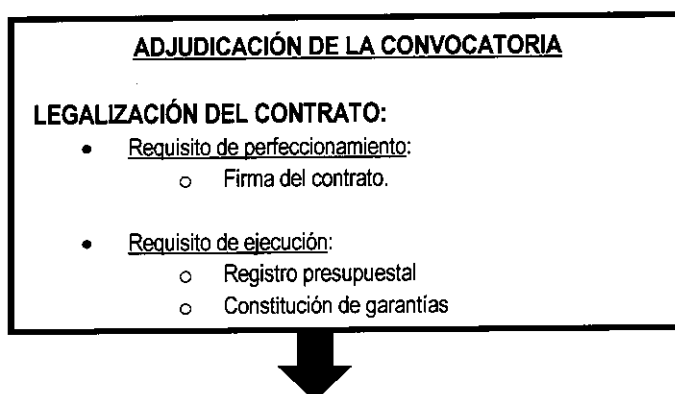 ADJUDICACIÓN DE LA CONVOCATORIA
LEGALIZACIÓN DEL CONTRATO:
• Requisito de perfeccionamiento:
o Firma del contrato.
• Requisito de ejecución:
o Registro presupuestal
o Constitución de garantías